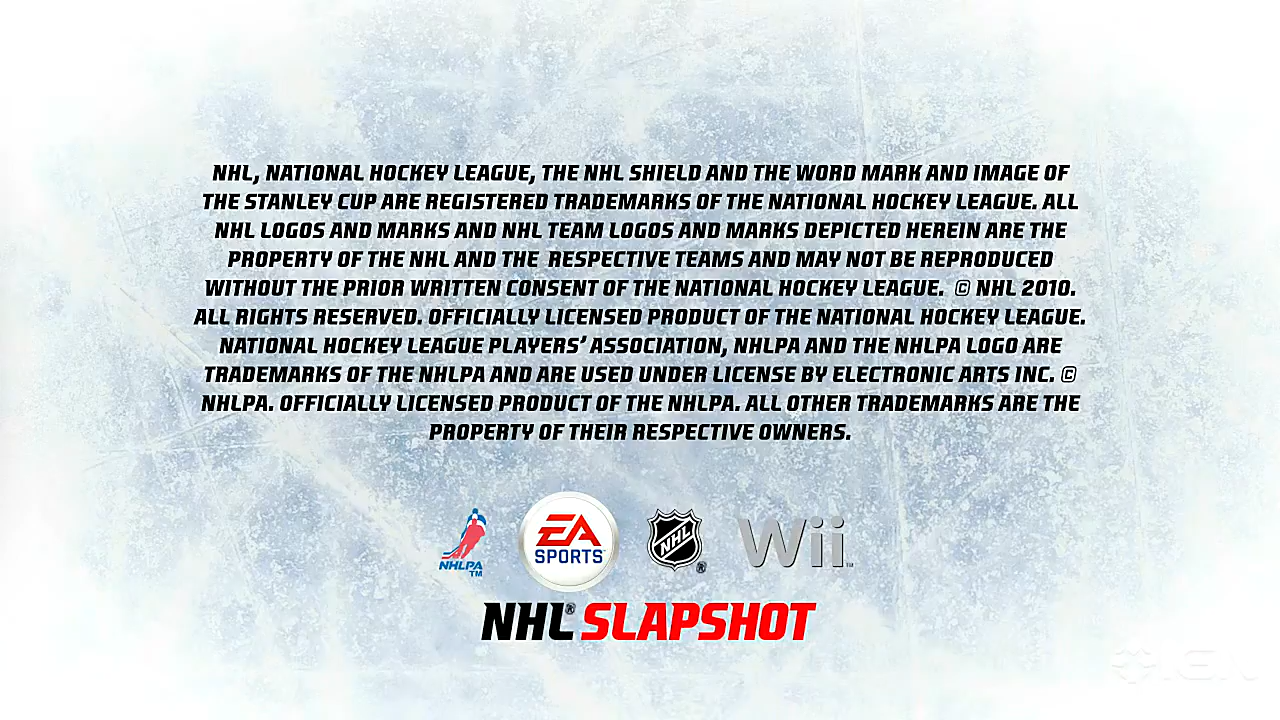 NHL, NATIONAL HOCKEY LEAGUE, THE NHL SHIELD AND THE WORD MARK AND IMAGE OF
THE STANLEY CUP ARE REGISTERED TRADEMARKS OF THE NATIONAL HOCKEY LEAGUE. ALL
NHL LOGOS AND MARKS AND NHL TEAM LOGOS AND MARKS DEPICTED HEREIN ARE THE
PROPERTY OF THE NHL AND THE RESPECTIVE TEAMS AND MAY NOT BE REPRODUCED
WITHOUT THE PRIOR WRITTEN CONSENT OF THE NATIONAL HOCKEY LEAGUE. © NHL 2010.
ALL RIGHTS RESERVED. OFFICIALLY LICENSED PRODUCT OF THE NATIONAL HOCKEY LEAGUE.
NATIONAL HOCKEY LEAGUE PLAYERS' ASSOCIATION, NHLPA AND THE NHLPA LOGO ARE
TRADEMARKS OF THE NHLPA AND ARE USED UNDER LICENSE BY ELECTRONIC ARTS INC. ©
NHLPA. OFFICIALLY LICENSED PRODUCT OF THE NHLPA. ALL OTHER TRADEMARKS ARE THE
PROPERTY OF THEIR RESPECTIVE OWNERS.
NHLPA TM
EA SPORTS™
NHL ®
Wii™
NHL® SLAPSHOT
IGN